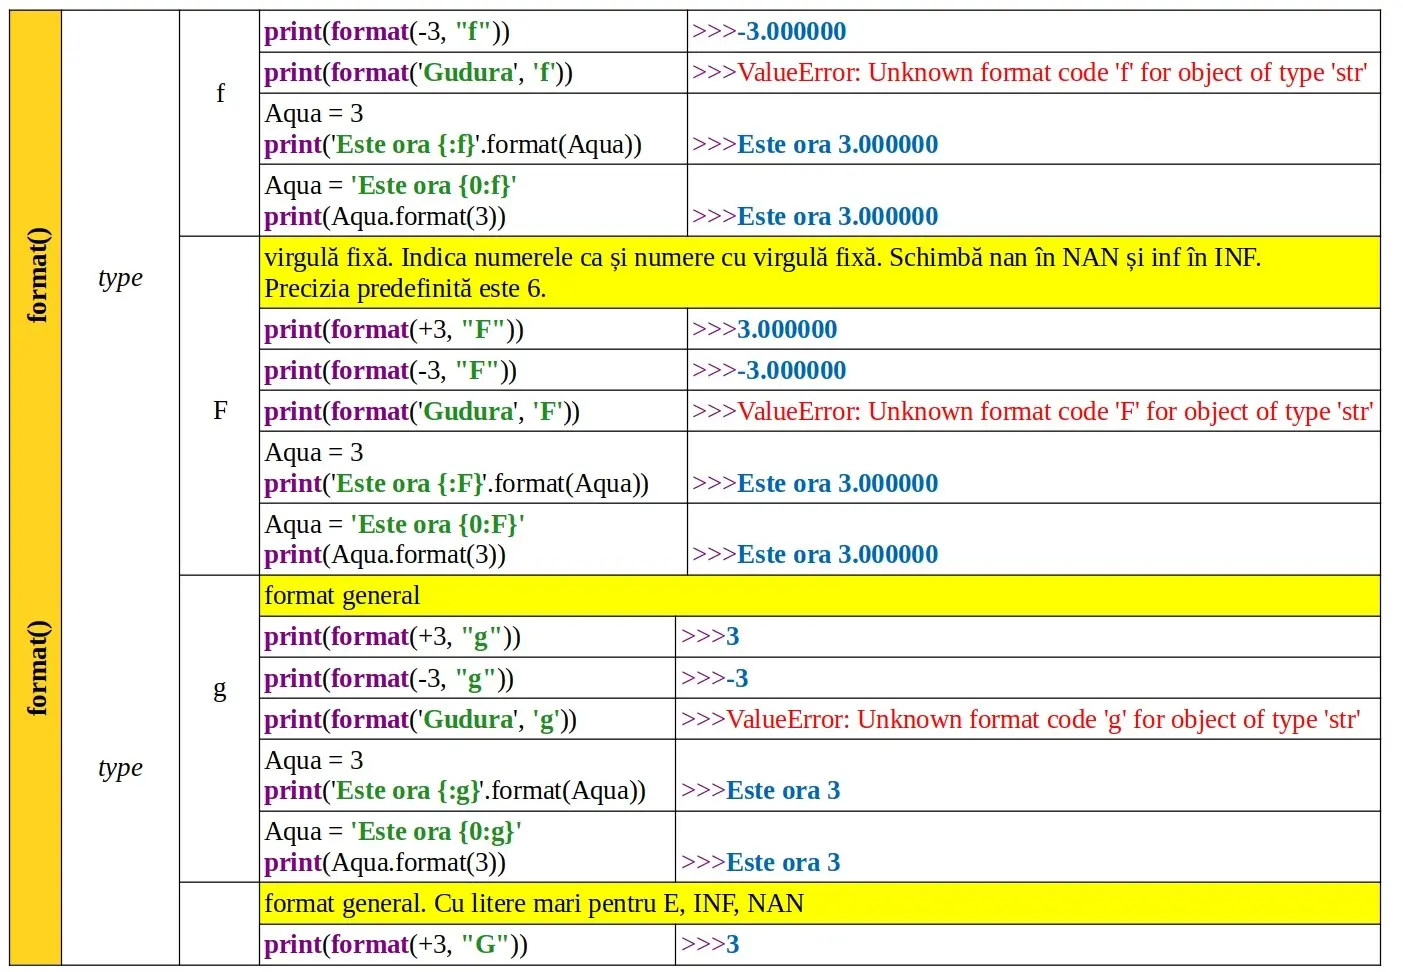 format()
format()
type
type
f
print(format(-3, "f"))
>>>-3.000000
print(format('Gudura', 'f'))
>>>ValueError: Unknown format code 'f' for object of type 'str'
Aqua = 3
print('Este ora {:f}'.format(Aqua))
>>>Este ora 3.000000
Aqua = 'Este ora {0:f}'
print(Aqua.format(3))
>>>Este ora 3.000000
F
virgulă fixă. Indica numerele ca și numere cu virgulă fixă. Schimbă nan în NAN și inf în INF.
Precizia predefinită este 6.
print(format(+3, "F"))
>>>3.000000
print(format(-3, "F"))
>>>-3.000000
print(format('Gudura', 'F'))
>>>ValueError: Unknown format code 'F' for object of type 'str'
Aqua = 3
print('Este ora {:F}'.format(Aqua))
>>>Este ora 3.000000
Aqua = 'Este ora {0:F}'
print(Aqua.format(3))
>>>Este ora 3.000000
g
format general
print(format(+3, "g"))
>>>3
print(format(-3, "g"))
>>>-3
print(format('Gudura', 'g'))
>>>ValueError: Unknown format code 'g' for object of type 'str'
Aqua = 3
print('Este ora {:g}'.format(Aqua))
>>>Este ora 3
Aqua = 'Este ora {0:g}'
print(Aqua.format(3))
>>>Este ora 3
format general. Cu litere mari pentru E, INF, NAN
print(format(+3, "G"))
>>>3